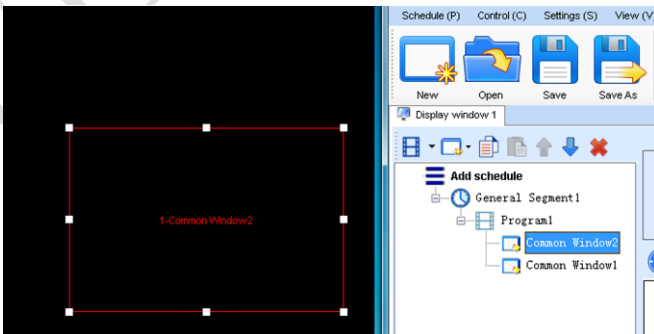 Schedule (P) Control (C) Settings (S) View (V
New Open Save Save As
Display window 1
Add schedule
General Segment1
Program1
1-Common Window2
Common Window2
Common Window1